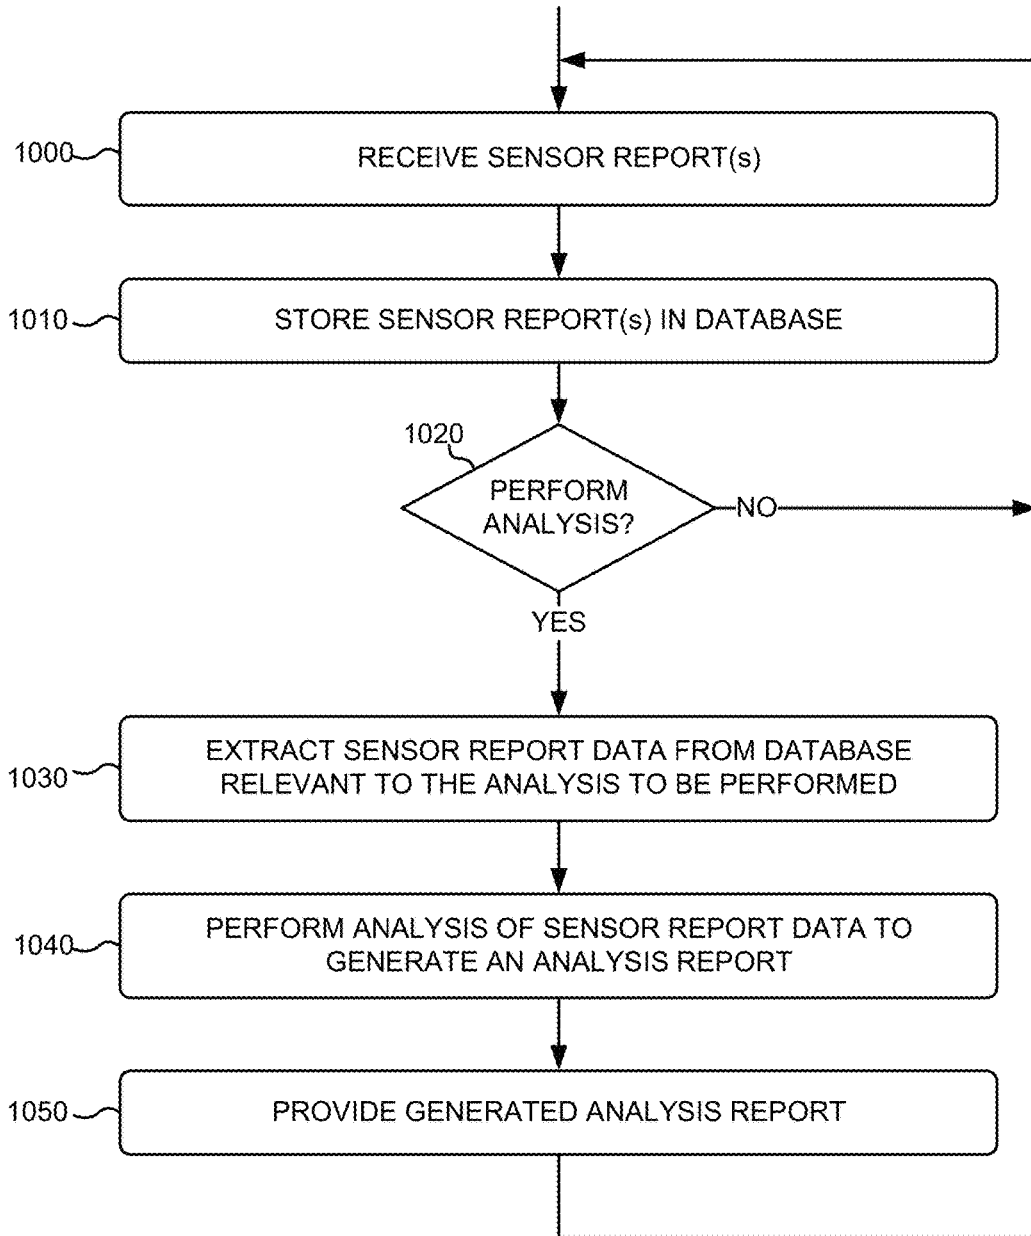 1000
RECEIVE SENSOR REPORT(s)
1010
STORE SENSOR REPORT(s) IN DATABASE
1020
PERFORM
ANALYSIS?
NO
YES
1030
EXTRACT SENSOR REPORT DATA FROM DATABASE
RELEVANT TO THE ANALYSIS TO BE PERFORMED
1040
PERFORM ANALYSIS OF SENSOR REPORT DATA TO
GENERATE AN ANALYSIS REPORT
1050
PROVIDE GENERATED ANALYSIS REPORT